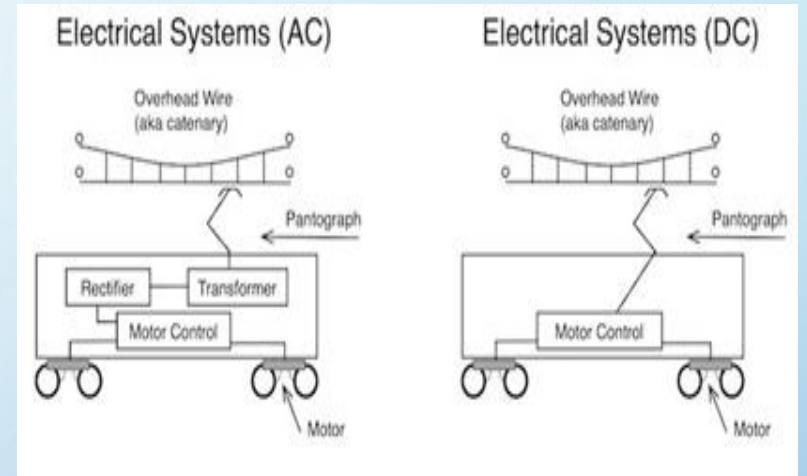 Electrical Systems (AC)
Overhead Wire
(aka catenary)
Pantograph
Rectifier
Transformer
Motor Control
Motor
Electrical Systems (DC)
Overhead Wire
(aka catenary)
Pantograph
Motor Control
Motor